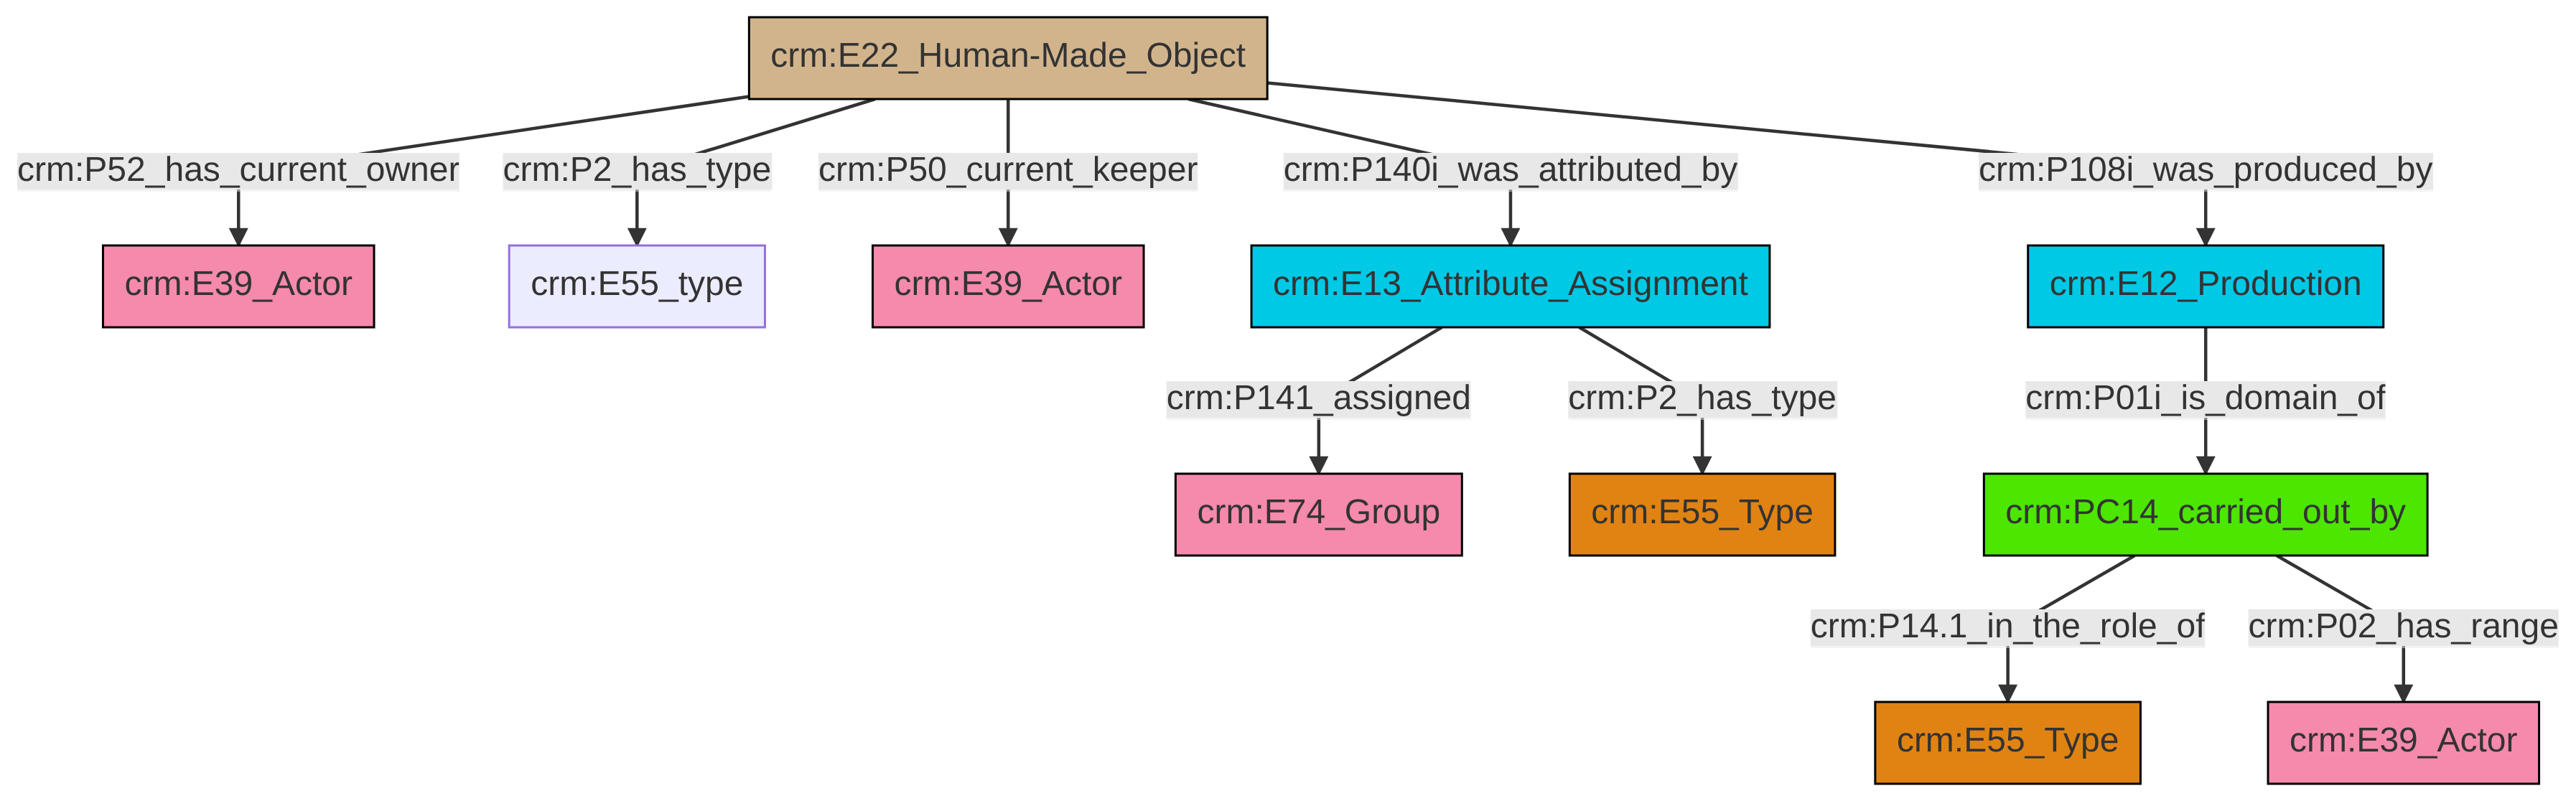 crm:E22_Human-Made_Object
crm:P52_has_current_owner
crm:P2_has_type
crm:P50_current_keeper
crm:P140i_was_attributed_by
crm:P108i_was_produced_by
crm:E39_Actor
crm:E55_type
crm:E39_Actor
crm:E13_Attribute_Assignment
crm:E12_Production
crm:P141_assigned
crm:P2_has_type
crm:P01i_is_domain_of
crm:E74_Group
crm:E55_Type
crm:PC14_carried_out_by
crm:P14.1_in_the_role_of
crm:P02_has_range
crm:E55_Type
crm:E39_Actor